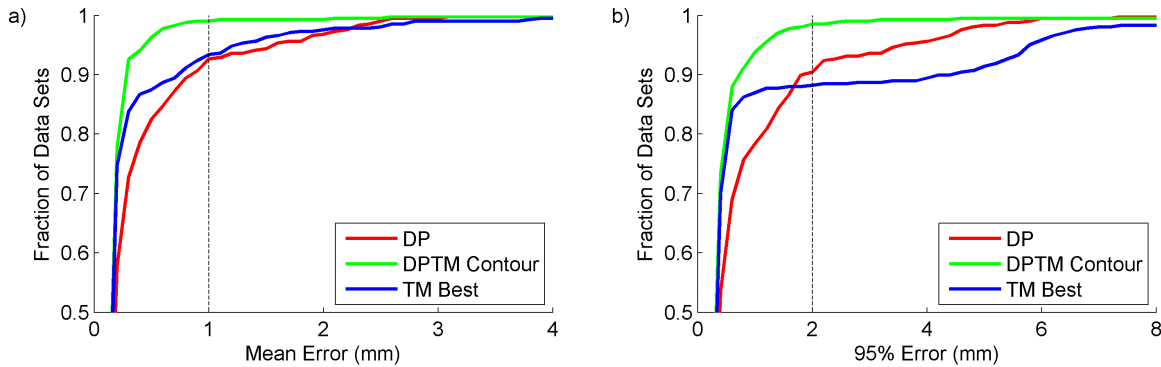 a)
Fraction of Data Sets
1
0.9
0.8
0.7
0.6
0.5
0
1
2
3
4
Mean Error (mm)
DP
DPTM Contour
TM Best
b)
Fraction of Data Sets
1
0.9
0.8
0.7
0.6
0.5
0
2
4
6
8
95% Error (mm)
DP
DPTM Contour
TM Best